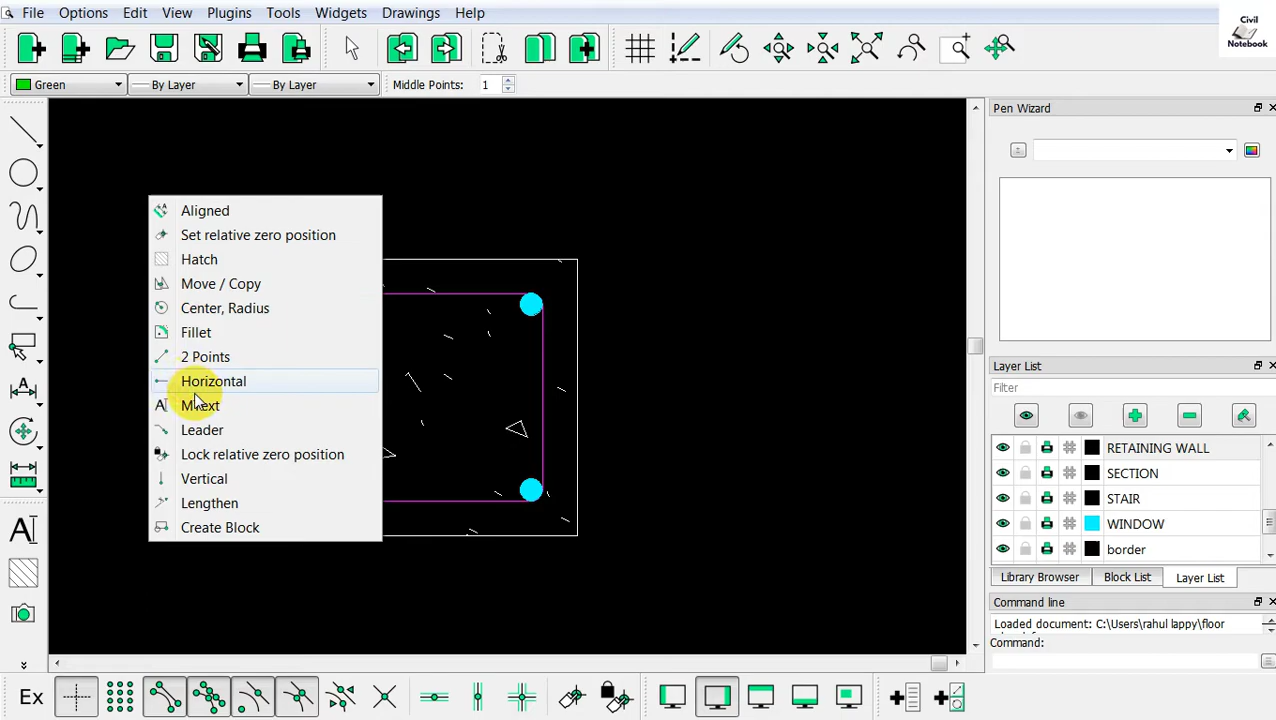 File Options Edit View Plugins Tools Widgets Drawings Help
Civil
Notebook
Green By Layer By Layer Middle Points: 1
Pen Wizard
Aligned
Set relative zero position
Hatch
Move / Copy
Center, Radius
Fillet
2 Points
Horizontal
MText
Leader
Lock relative zero position
Vertical
Lengthen
Create Block
Layer List
Filter
RETAINING WALL
SECTION
STAIR
WINDOW
border
Library Browser Block List Layer List
Command line
Loaded document: C:\Users\rahul lappy/floor
Command:
Ex